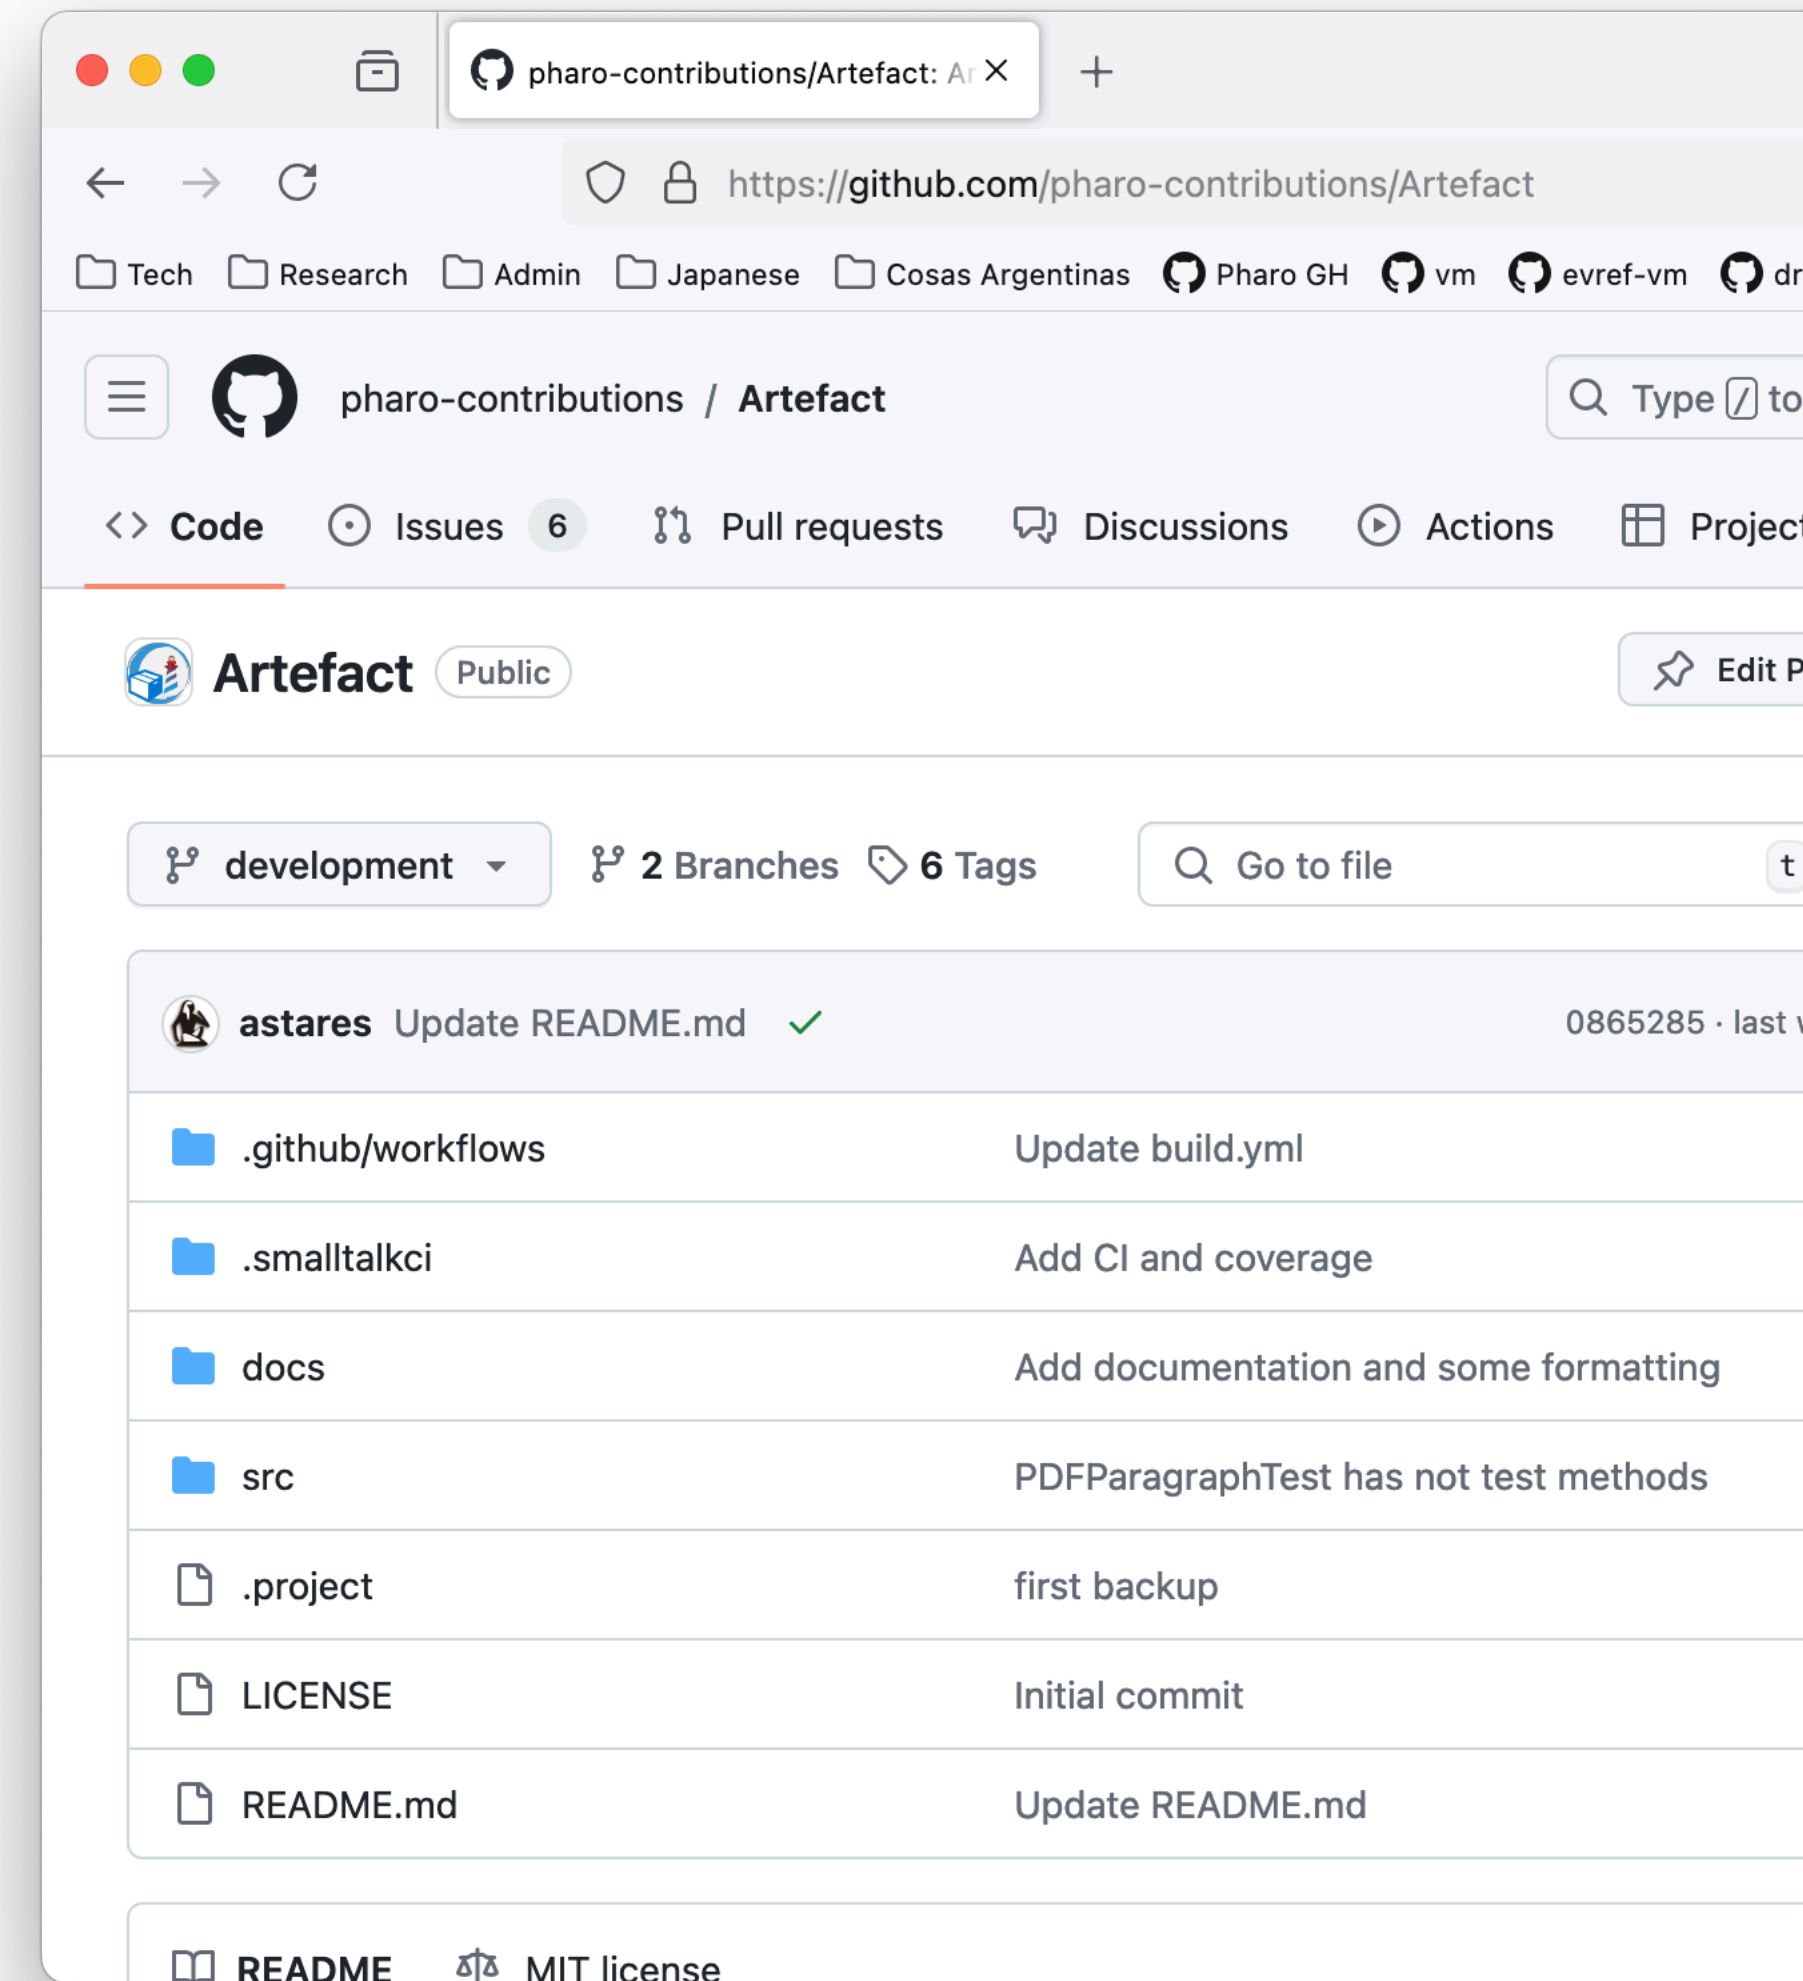 pharo-contributions/Artefact: Ar
https://github.com/pharo-contributions/Artefact
Tech Research Admin Japanese Cosas Argentinas Pharo GH vm evref-vm dr
pharo-contributions / Artefact Type / to
Code Issues 6 Pull requests Discussions Actions Project
Artefact Public Edit P
development 2 Branches 6 Tags Go to file t
astares Update README.md 0865285 · last w
.github/workflows Update build.yml
.smalltalkci Add CI and coverage
docs Add documentation and some formatting
src PDFParagraphTest has not test methods
.project first backup
LICENSE Initial commit
README.md Update README.md
README MIT license